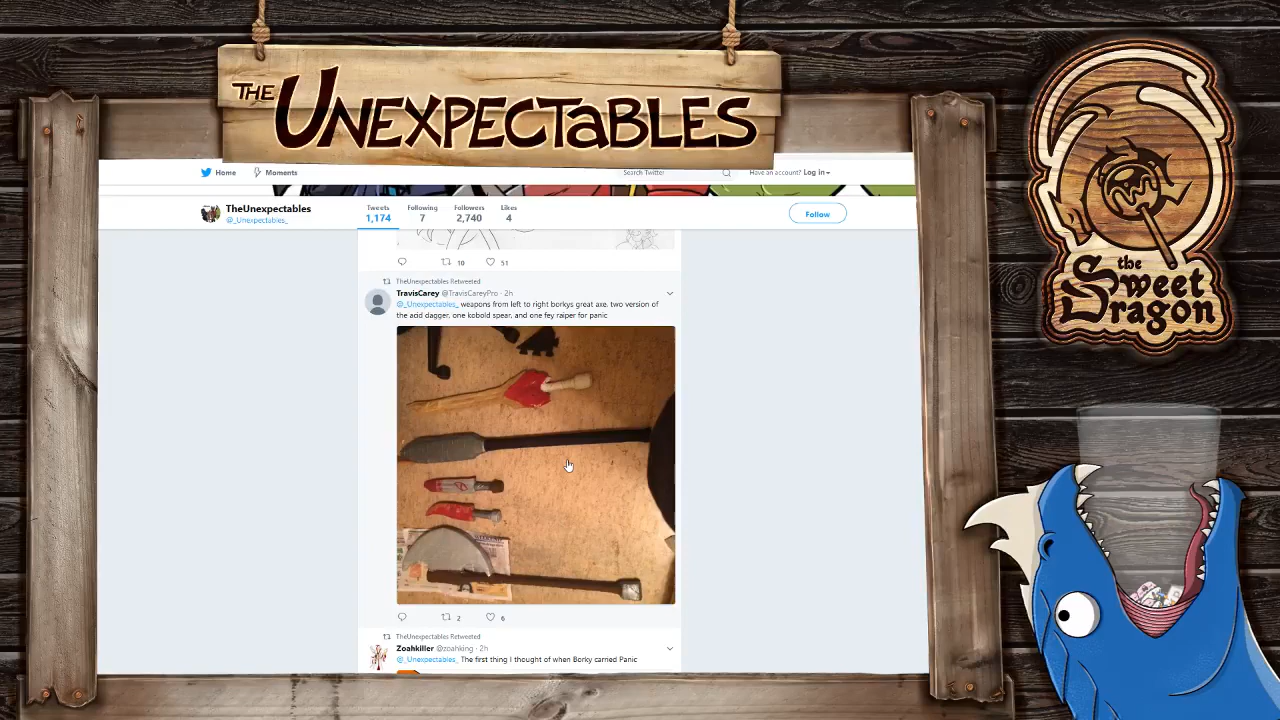 THE UNEXPECTaBLES
Home
Moments
Search Twitter
Have an account? Log in
TheUnexpectables
@_Unexpectables_
Tweets
1,174
Following
7
Followers
2,740
Likes
4
Follow
10
51
TheUnexpectables Retweeted
TravisCarey @TravisCareyPro · 2h
@_Unexpectables_ weapons from left to right borkys great axe, two version of
the acid dagger, one kobold spear, and one fey raiper for panic
2
6
TheUnexpectables Retweeted
Zoahkiller @zoahking · 2h
@_Unexpectables_ The first thing I thought of when Borky carried Panic
the
Sweet
Dragon